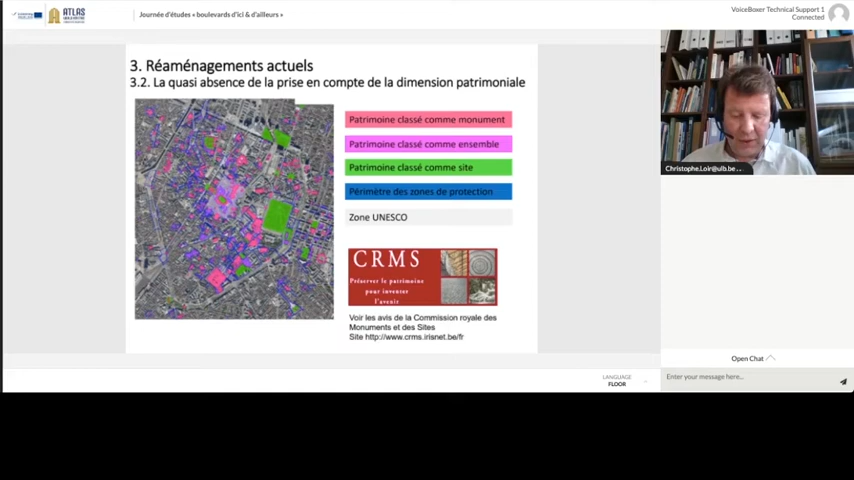 ATLAS
Journée d'études « boulevards d'ici & d'ailleurs »
VoiceBoxer Technical Support 1
Connected
3. Réaménagements actuels
3.2. La quasi absence de la prise en compte de la dimension patrimoniale
Patrimoine classé comme monument
Patrimoine classé comme ensemble
Patrimoine classé comme site
Périmètre des zones de protection
Zone UNESCO
CRMS
Préserver le patrimoine
pour inventer
l'avenir
Voir les avis de la Commission royale des
Monuments et des Sites
Site http://www.crms.irisnet.be/fr
Christophe.Loir@ulb.be ...
Open Chat
LANGUAGE
FLOOR
Enter your message here...